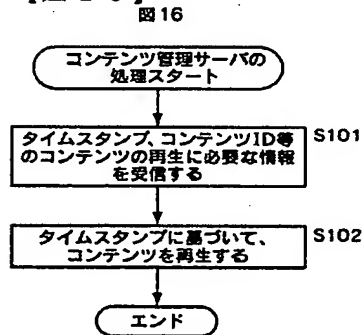 図16
コンテンツ管理サーバの
処理スタート
タイムスタンプ、コンテンツID等
のコンテンツの再生に必要な情報
を受信する
S101
タイムスタンプに基づいて、
コンテンツを再生する
S102
エンド